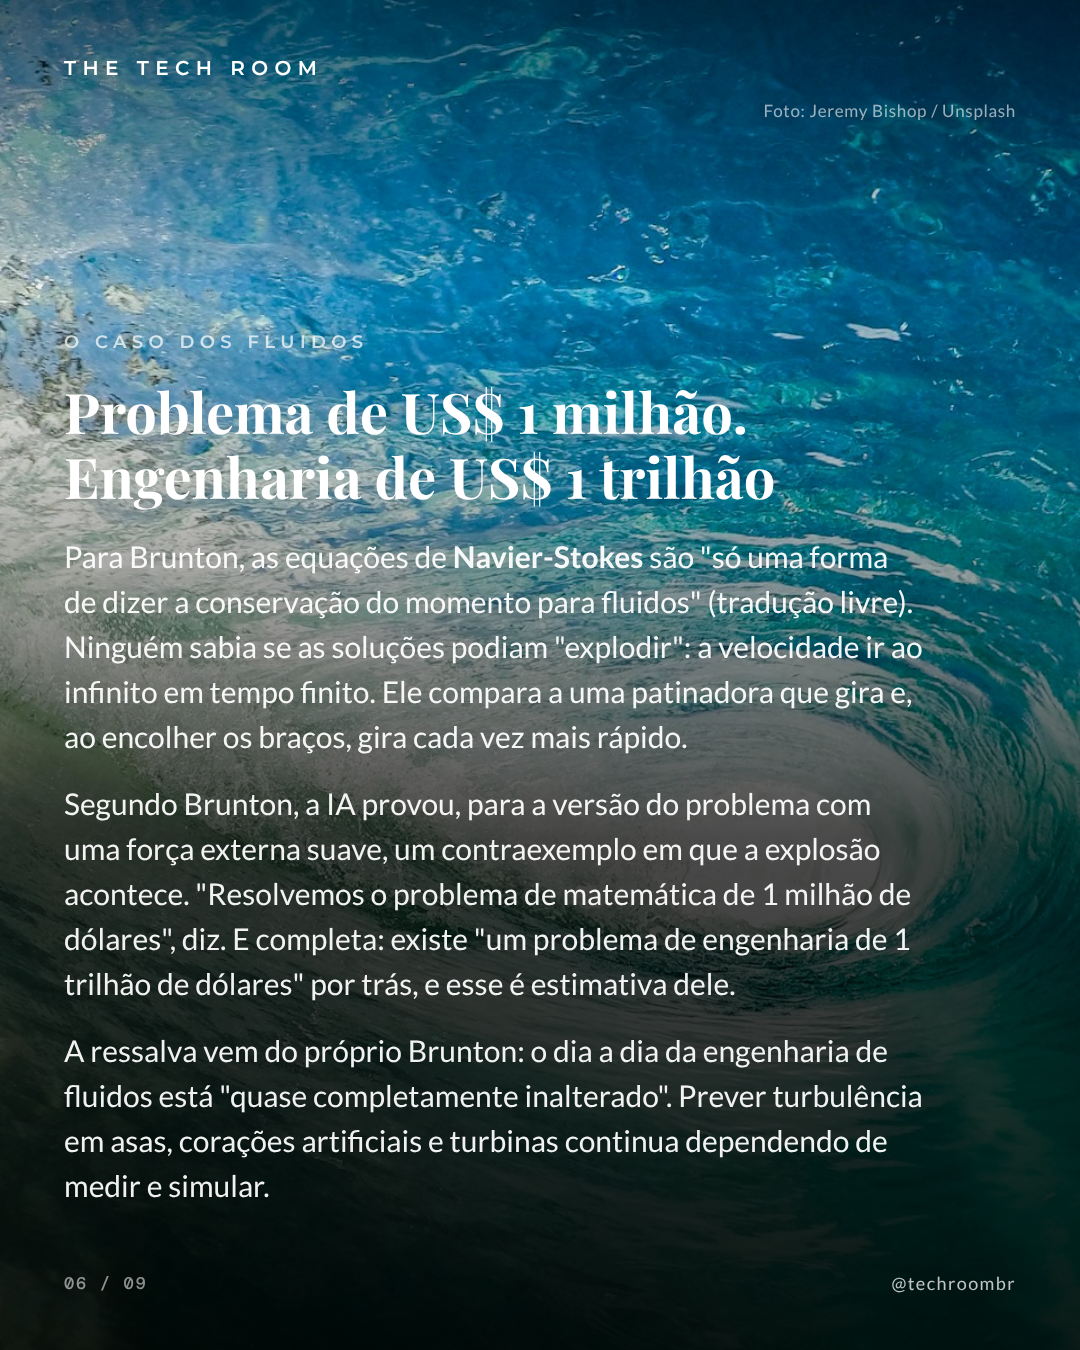 THE TECH ROOM
Foto: Jeremy Bishop / Unsplash
O CASO DOS FLUIDOS
Problema de US$ 1 milhão.
Engenharia de US$ 1 trilhão
Para Brunton, as equações de Navier-Stokes são "só uma forma
de dizer a conservação do momento para fluidos" (tradução livre).
Ninguém sabia se as soluções podiam "explodir": a velocidade ir ao
infinito em tempo finito. Ele compara a uma patinadora que gira e,
ao encolher os braços, gira cada vez mais rápido.
Segundo Brunton, a IA provou, para a versão do problema com
uma força externa suave, um contraexemplo em que a explosão
acontece. "Resolvemos o problema de matemática de 1 milhão de
dólares", diz. E completa: existe "um problema de engenharia de 1
trilhão de dólares" por trás, e esse é estimativa dele.
A ressalva vem do próprio Brunton: o dia a dia da engenharia de
fluidos está "quase completamente inalterado". Prever turbulência
em asas, corações artificiais e turbinas continua dependendo de
medir e simular.
06 / 09
@techroombr